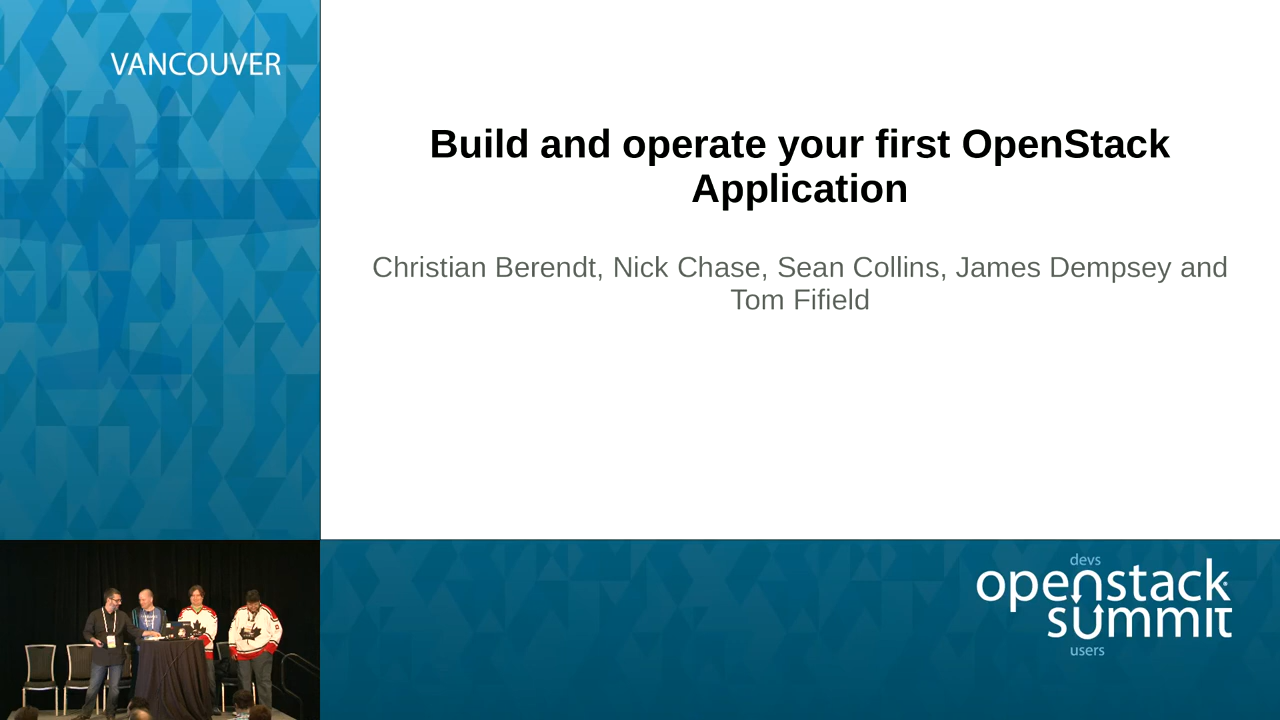 VANCOUVER
Build and operate your first OpenStack
Application
Christian Berendt, Nick Chase, Sean Collins, James Dempsey and
Tom Fifield
devs
openstack
summit
users